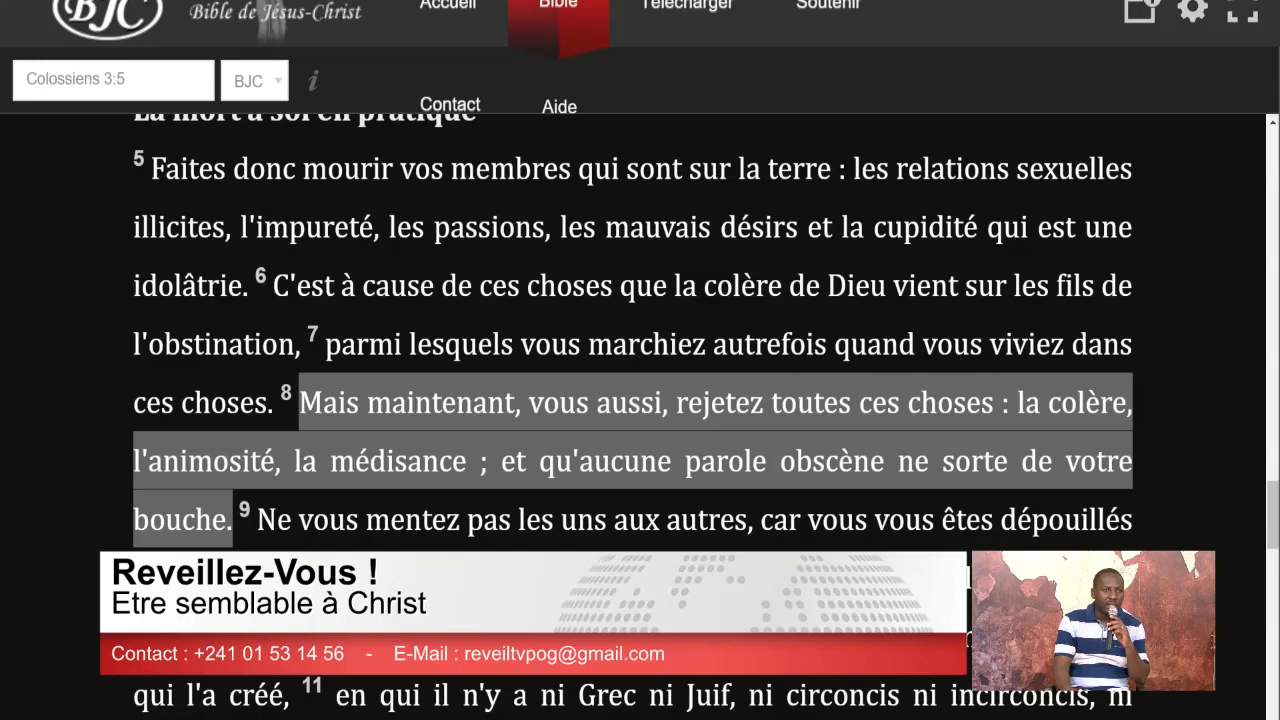 BJC
Bible de Jésus-Christ
Accueil
Bible
Télécharger
Soutenir
Colossiens 3:5
BJC
i
Contact
Aide
La mort à soi en pratique
5 Faites donc mourir vos membres qui sont sur la terre : les relations sexuelles
illicites, l'impureté, les passions, les mauvais désirs et la cupidité qui est une
idolâtrie. 6 C'est à cause de ces choses que la colère de Dieu vient sur les fils de
l'obstination, 7 parmi lesquels vous marchiez autrefois quand vous viviez dans
ces choses. 8 Mais maintenant, vous aussi, rejetez toutes ces choses : la colère,
l'animosité, la médisance ; et qu'aucune parole obscène ne sorte de votre
bouche. 9 Ne vous mentez pas les uns aux autres, car vous vous êtes dépouillés
Reveillez-Vous !
Etre semblable à Christ
Contact : +241 01 53 14 56 - E-Mail : reveiltvpog@gmail.com
qui l'a créé, 11 en qui il n'y a ni Grec ni Juif, ni circoncis ni incirconcis, ni